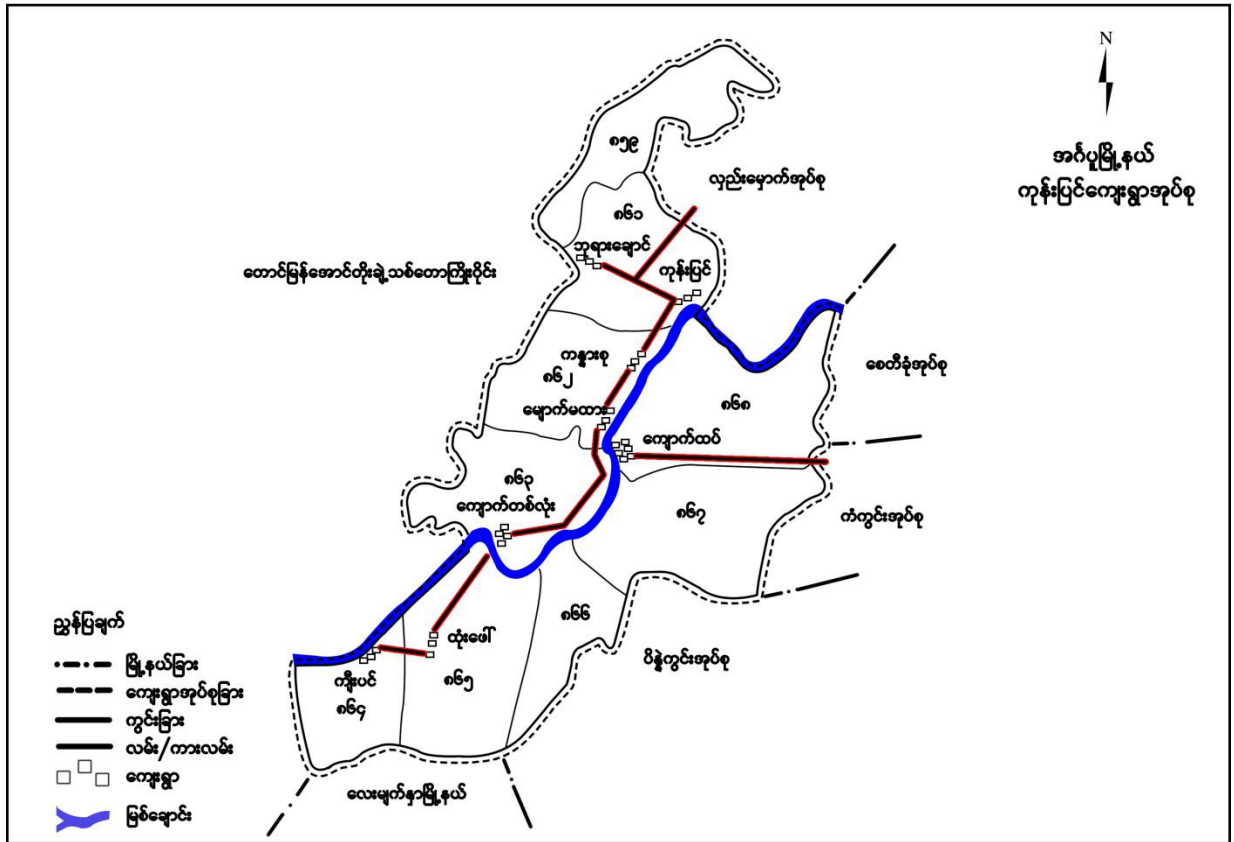 N
အင်္ဂပူမြို့နယ်
ကုန်းပြင်ကျေးရွာအုပ်စု
၈၅၉
လှည်းမှောက်အုပ်စု
၈၆၁
ဘုရားချောင်
ကုန်းပြင်
တောင်မြန်အောင်တိုးချဲ့သစ်တောကြိုးဝိုင်း
ကန္နားစု
၈၆၂
စေတီခုံအုပ်စု
မျောက်မထား
၈၆၈
ကျောက်ထပ်
၈၆၃
ကျောက်တစ်လုံး
၈၆၇
ကံကွင်းအုပ်စု
၈၆၆
ထုံးဖေါ်
ပိန္နဲကွင်းအုပ်စု
ကျီးပင်
၈၆၅
၈၆၄
လေးမျက်နှာမြို့နယ်
ညွှန်ပြချက်
မြို့နယ်ခြား
ကျေးရွာအုပ်စုခြား
ကွင်းခြား
လမ်း/ကားလမ်း
ကျေးရွာ
မြစ်ချောင်း